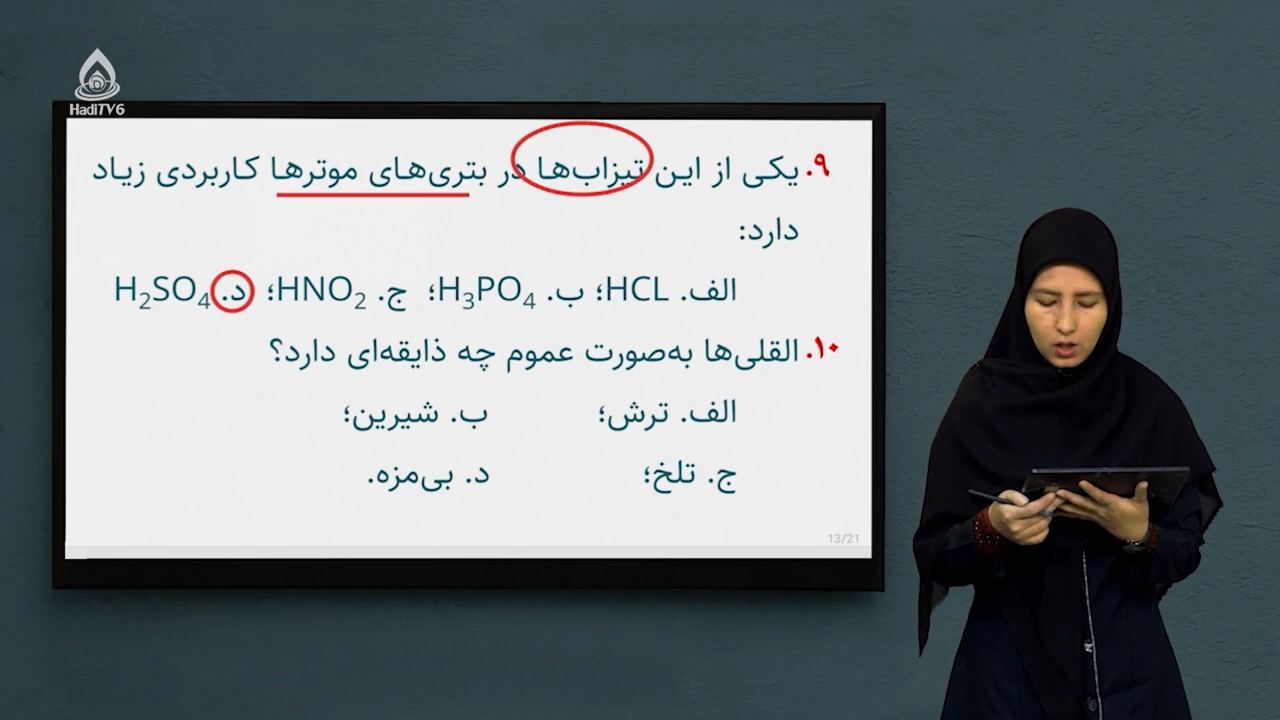 HadiTV6
۹. یکی از این تیزاب‌ها در بتری‌های موترها کاربردی زیاد
دارد:
الف. HCL؛ ب. H₃PO₄؛ ج. HNO₂؛ د. H₂SO₄
۱۰. القلی‌ها به‌صورت عموم چه ذایقه‌ای دارد؟
الف. ترش؛ ب. شیرین؛
ج. تلخ؛ د. بی‌مزه.
13/21